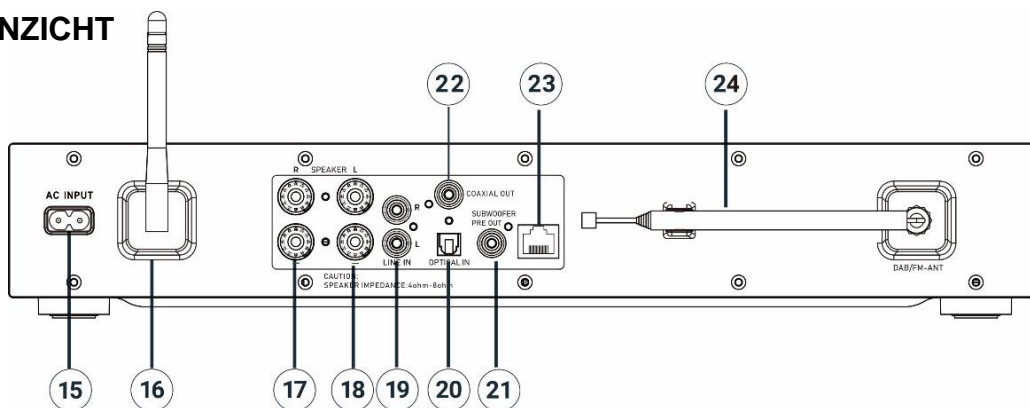 NZICHT
22
23
24
R SPEAKER L
AC INPUT
COAXIAL OUT
R
SUBWOOFER
PRE OUT
L
LINE IN
OPTICAL IN
DAB/FM-ANT
CAUTION:
SPEAKER IMPEDANCE:4ohm-8ohm
15
16
17
18
19
20
21